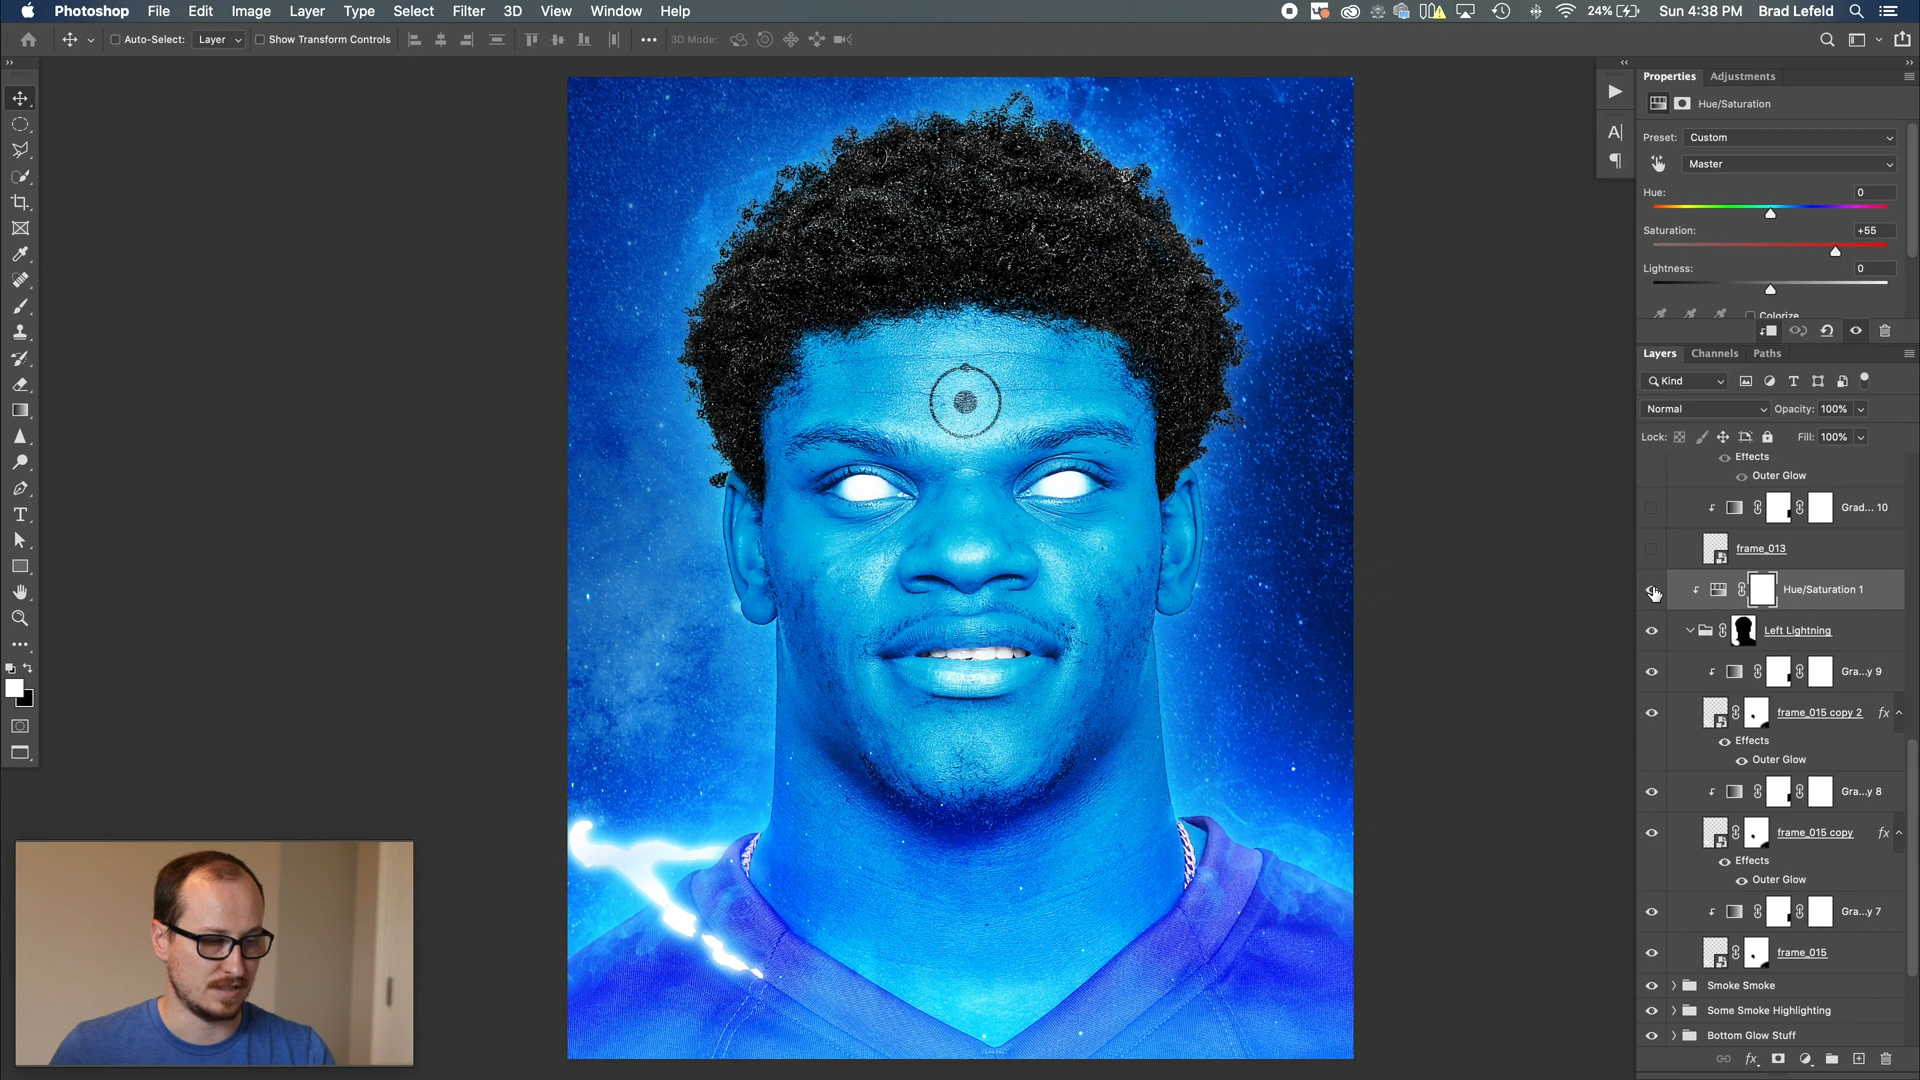 Photoshop File Edit Image Layer Type Select Filter 3D View Window Help 24% Sun 4:38 PM Brad Lefeld
Auto-Select: Layer Show Transform Controls 3D Mode:
Properties Adjustments
Hue/Saturation
Preset: Custom
Master
Hue: 0
Saturation: +55
Lightness: 0
Colorize
Layers Channels Paths
Kind
Normal Opacity: 100%
Lock: Fill: 100%
Effects
Outer Glow
Grad... 10
frame_013
Hue/Saturation 1
Left Lightning
Gra...y 9
frame_015 copy 2 fx
Effects
Outer Glow
Gra...y 8
frame_015 copy fx
Effects
Outer Glow
Gra...y 7
frame_015
Smoke Smoke
Some Smoke Highlighting
Bottom Glow Stuff
fx